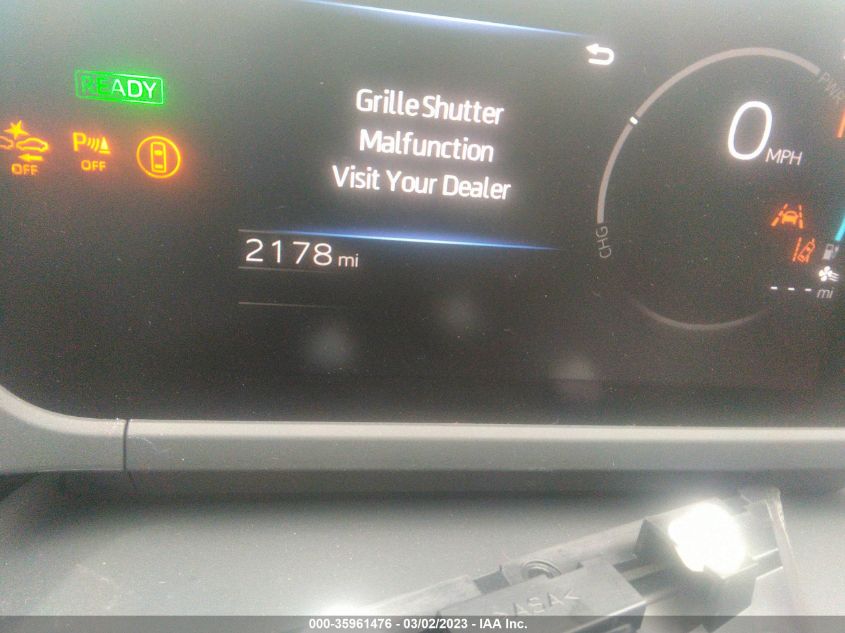 READY
Grille Shutter
Malfunction
Visit Your Dealer
OFF
P
OFF
0 MPH
PWR
CHG
2178 mi
- - - mi
000-35961476 - 03/02/2023 - IAA Inc.